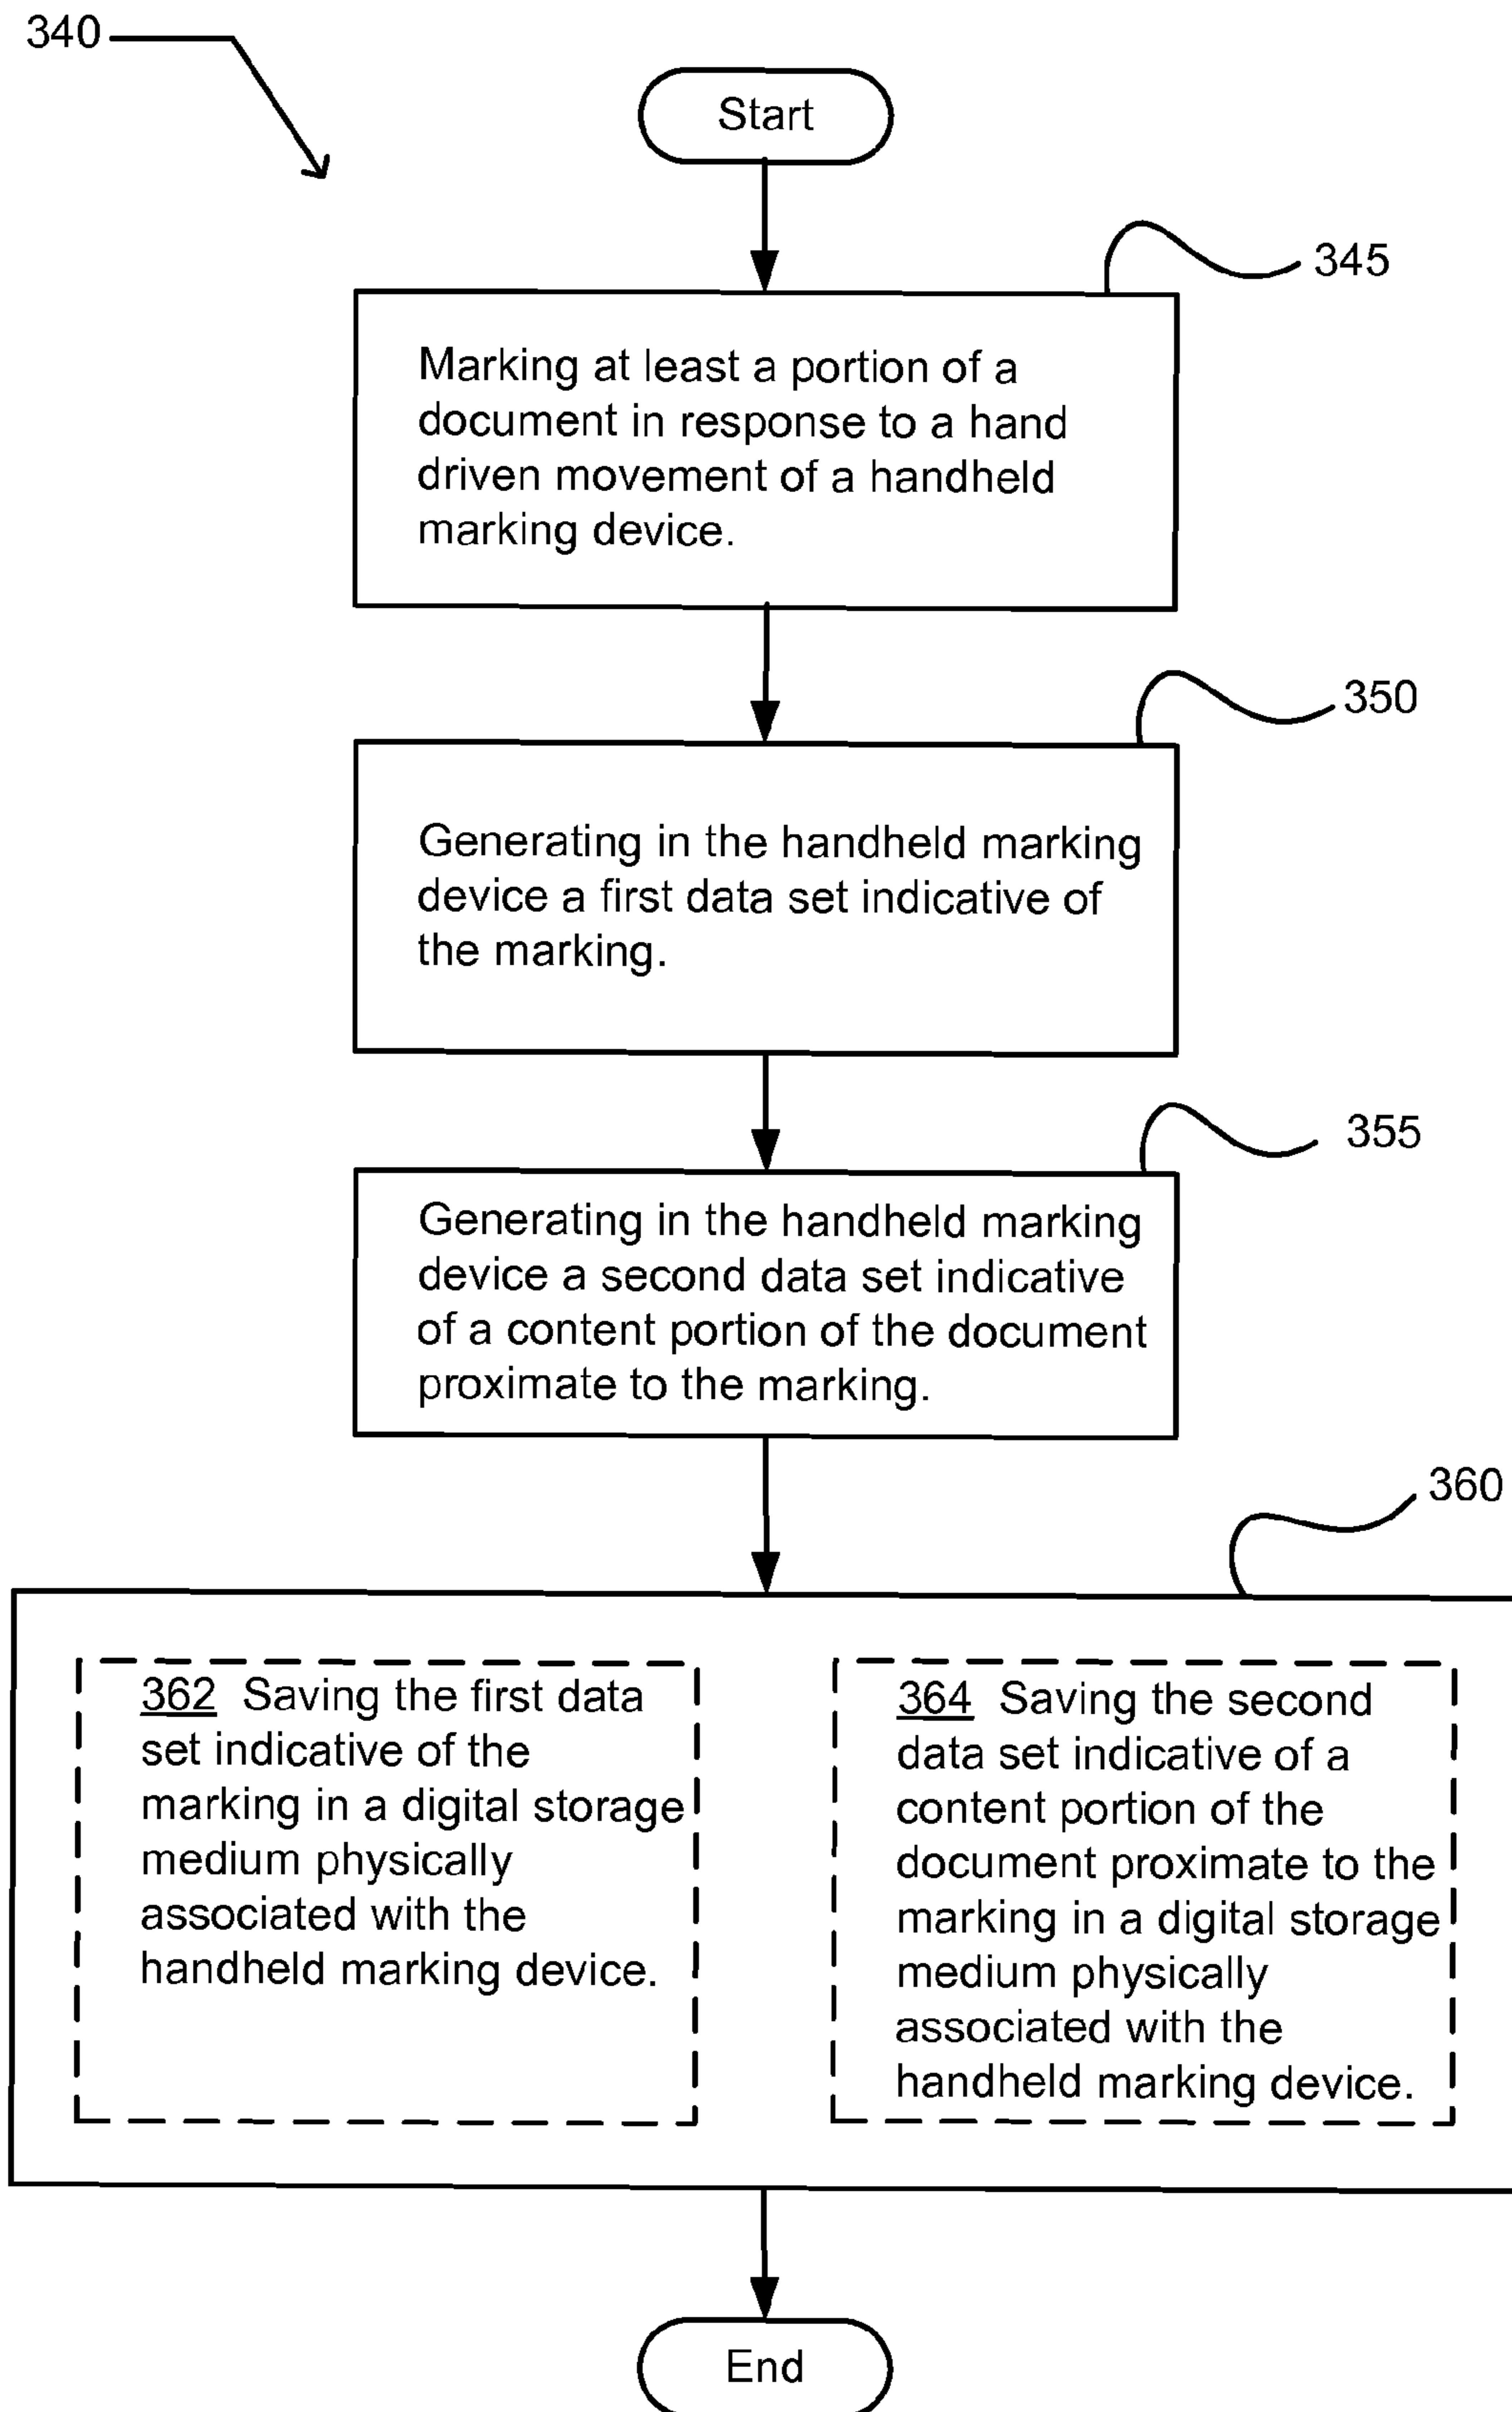 340
Start
345
Marking at least a portion of a
document in response to a hand
driven movement of a handheld
marking device.
350
Generating in the handheld marking
device a first data set indicative of
the marking.
355
Generating in the handheld marking
device a second data set indicative
of a content portion of the document
proximate to the marking.
360
362 Saving the first data
set indicative of the
marking in a digital storage
medium physically
associated with the
handheld marking device.
364 Saving the second
data set indicative of a
content portion of the
document proximate to the
marking in a digital storage
medium physically
associated with the
handheld marking device.
End